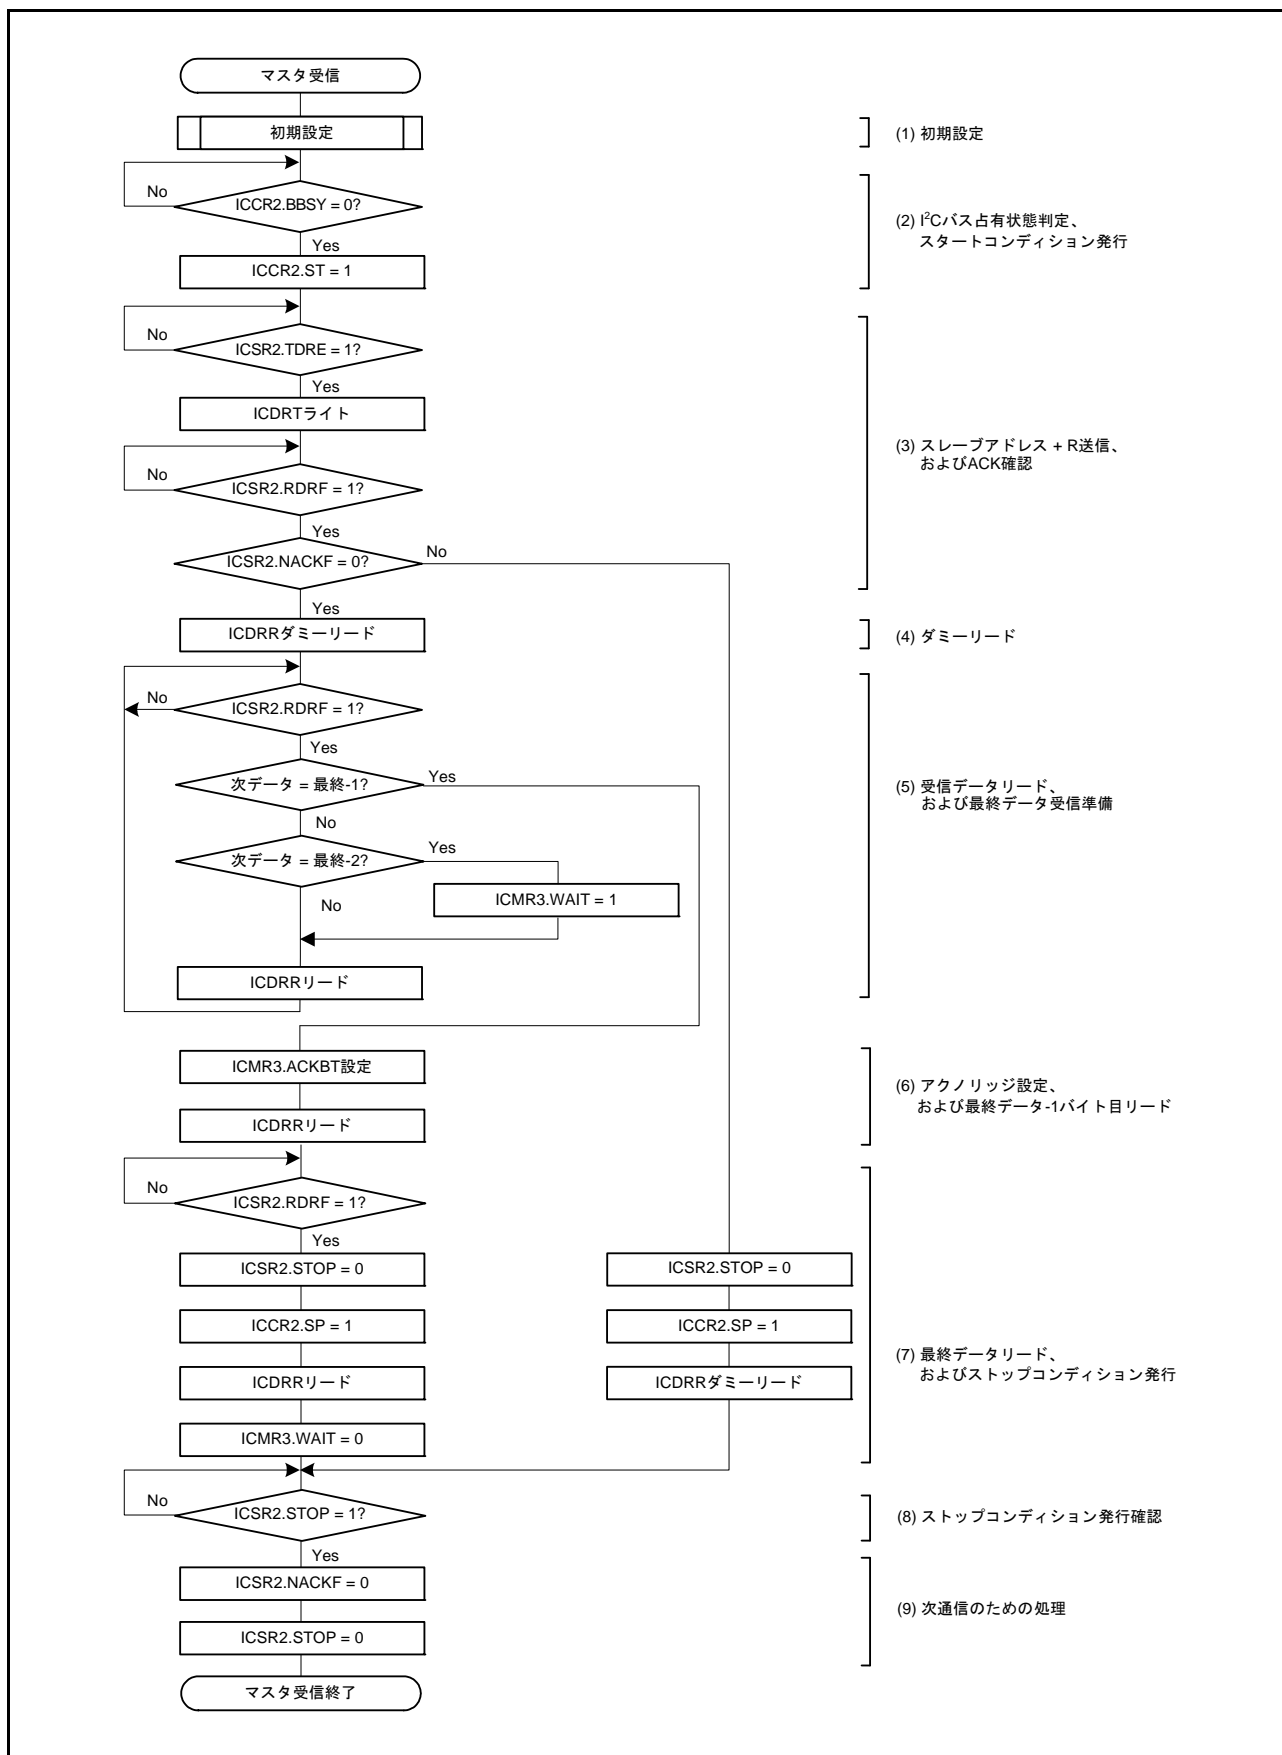 マスタ受信
初期設定
(1) 初期設定
No
ICCR2.BBSY = 0?
Yes
ICCR2.ST = 1
(2) I²Cバス占有状態判定、
スタートコンディション発行
No
ICSR2.TDRE = 1?
Yes
ICDRTライト
No
ICSR2.RDRF = 1?
Yes
ICSR2.NACKF = 0?
No
(3) スレーブアドレス + R送信、
およびACK確認
Yes
ICDRRダミーリード
(4) ダミーリード
No
ICSR2.RDRF = 1?
Yes
次データ = 最終-1?
Yes
No
次データ = 最終-2?
Yes
ICMR3.WAIT = 1
No
ICDRRリード
(5) 受信データリード、
および最終データ受信準備
ICMR3.ACKBT設定
ICDRRリード
(6) アクノリッジ設定、
および最終データ-1バイト目リード
No
ICSR2.RDRF = 1?
Yes
ICSR2.STOP = 0
ICCR2.SP = 1
ICDRRリード
ICMR3.WAIT = 0
ICSR2.STOP = 0
ICCR2.SP = 1
ICDRRダミーリード
(7) 最終データリード、
およびストップコンディション発行
No
ICSR2.STOP = 1?
(8) ストップコンディション発行確認
Yes
ICSR2.NACKF = 0
ICSR2.STOP = 0
(9) 次通信のための処理
マスタ受信終了